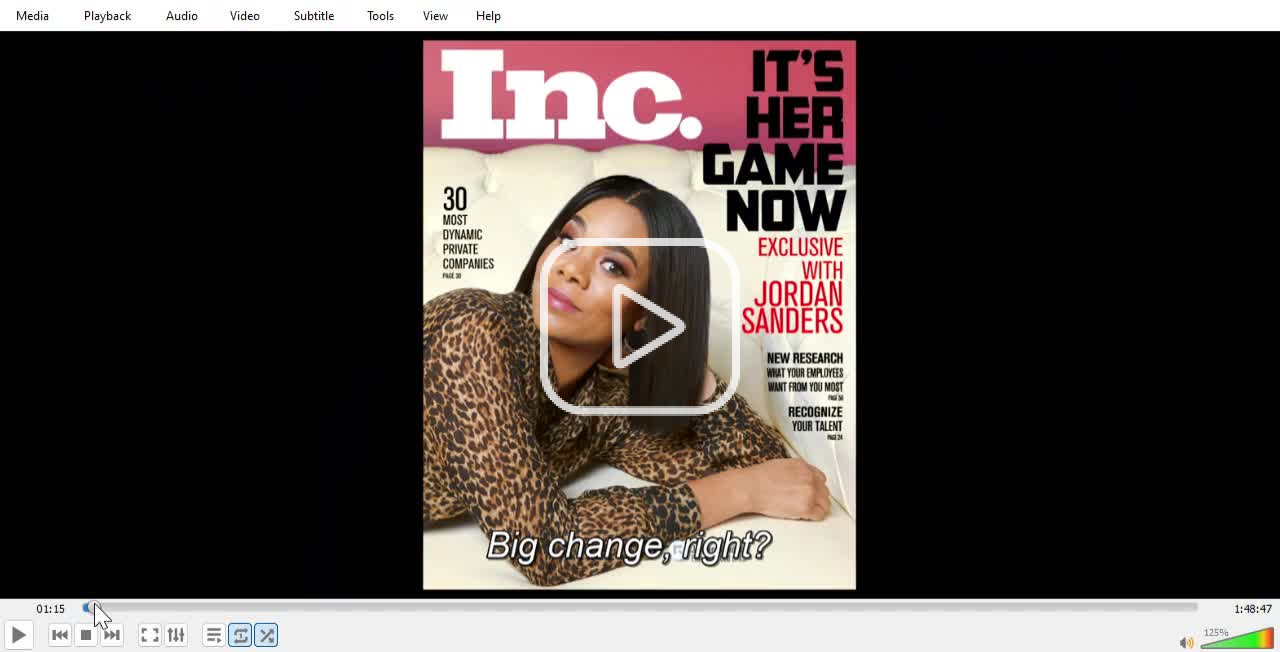 Media Playback Audio Video Subtitle Tools View Help
Inc.
IT'S
HER
GAME
NOW
30
MOST
DYNAMIC
PRIVATE
COMPANIES
PAGE 38
EXCLUSIVE
WITH
JORDAN
SANDERS
NEW RESEARCH
WHAT YOUR EMPLOYEES
WANT FROM YOU MOST
PAGE 56
RECOGNIZE
YOUR TALENT
PAGE 24
Big change, right?
01:15 1:48:47
125%